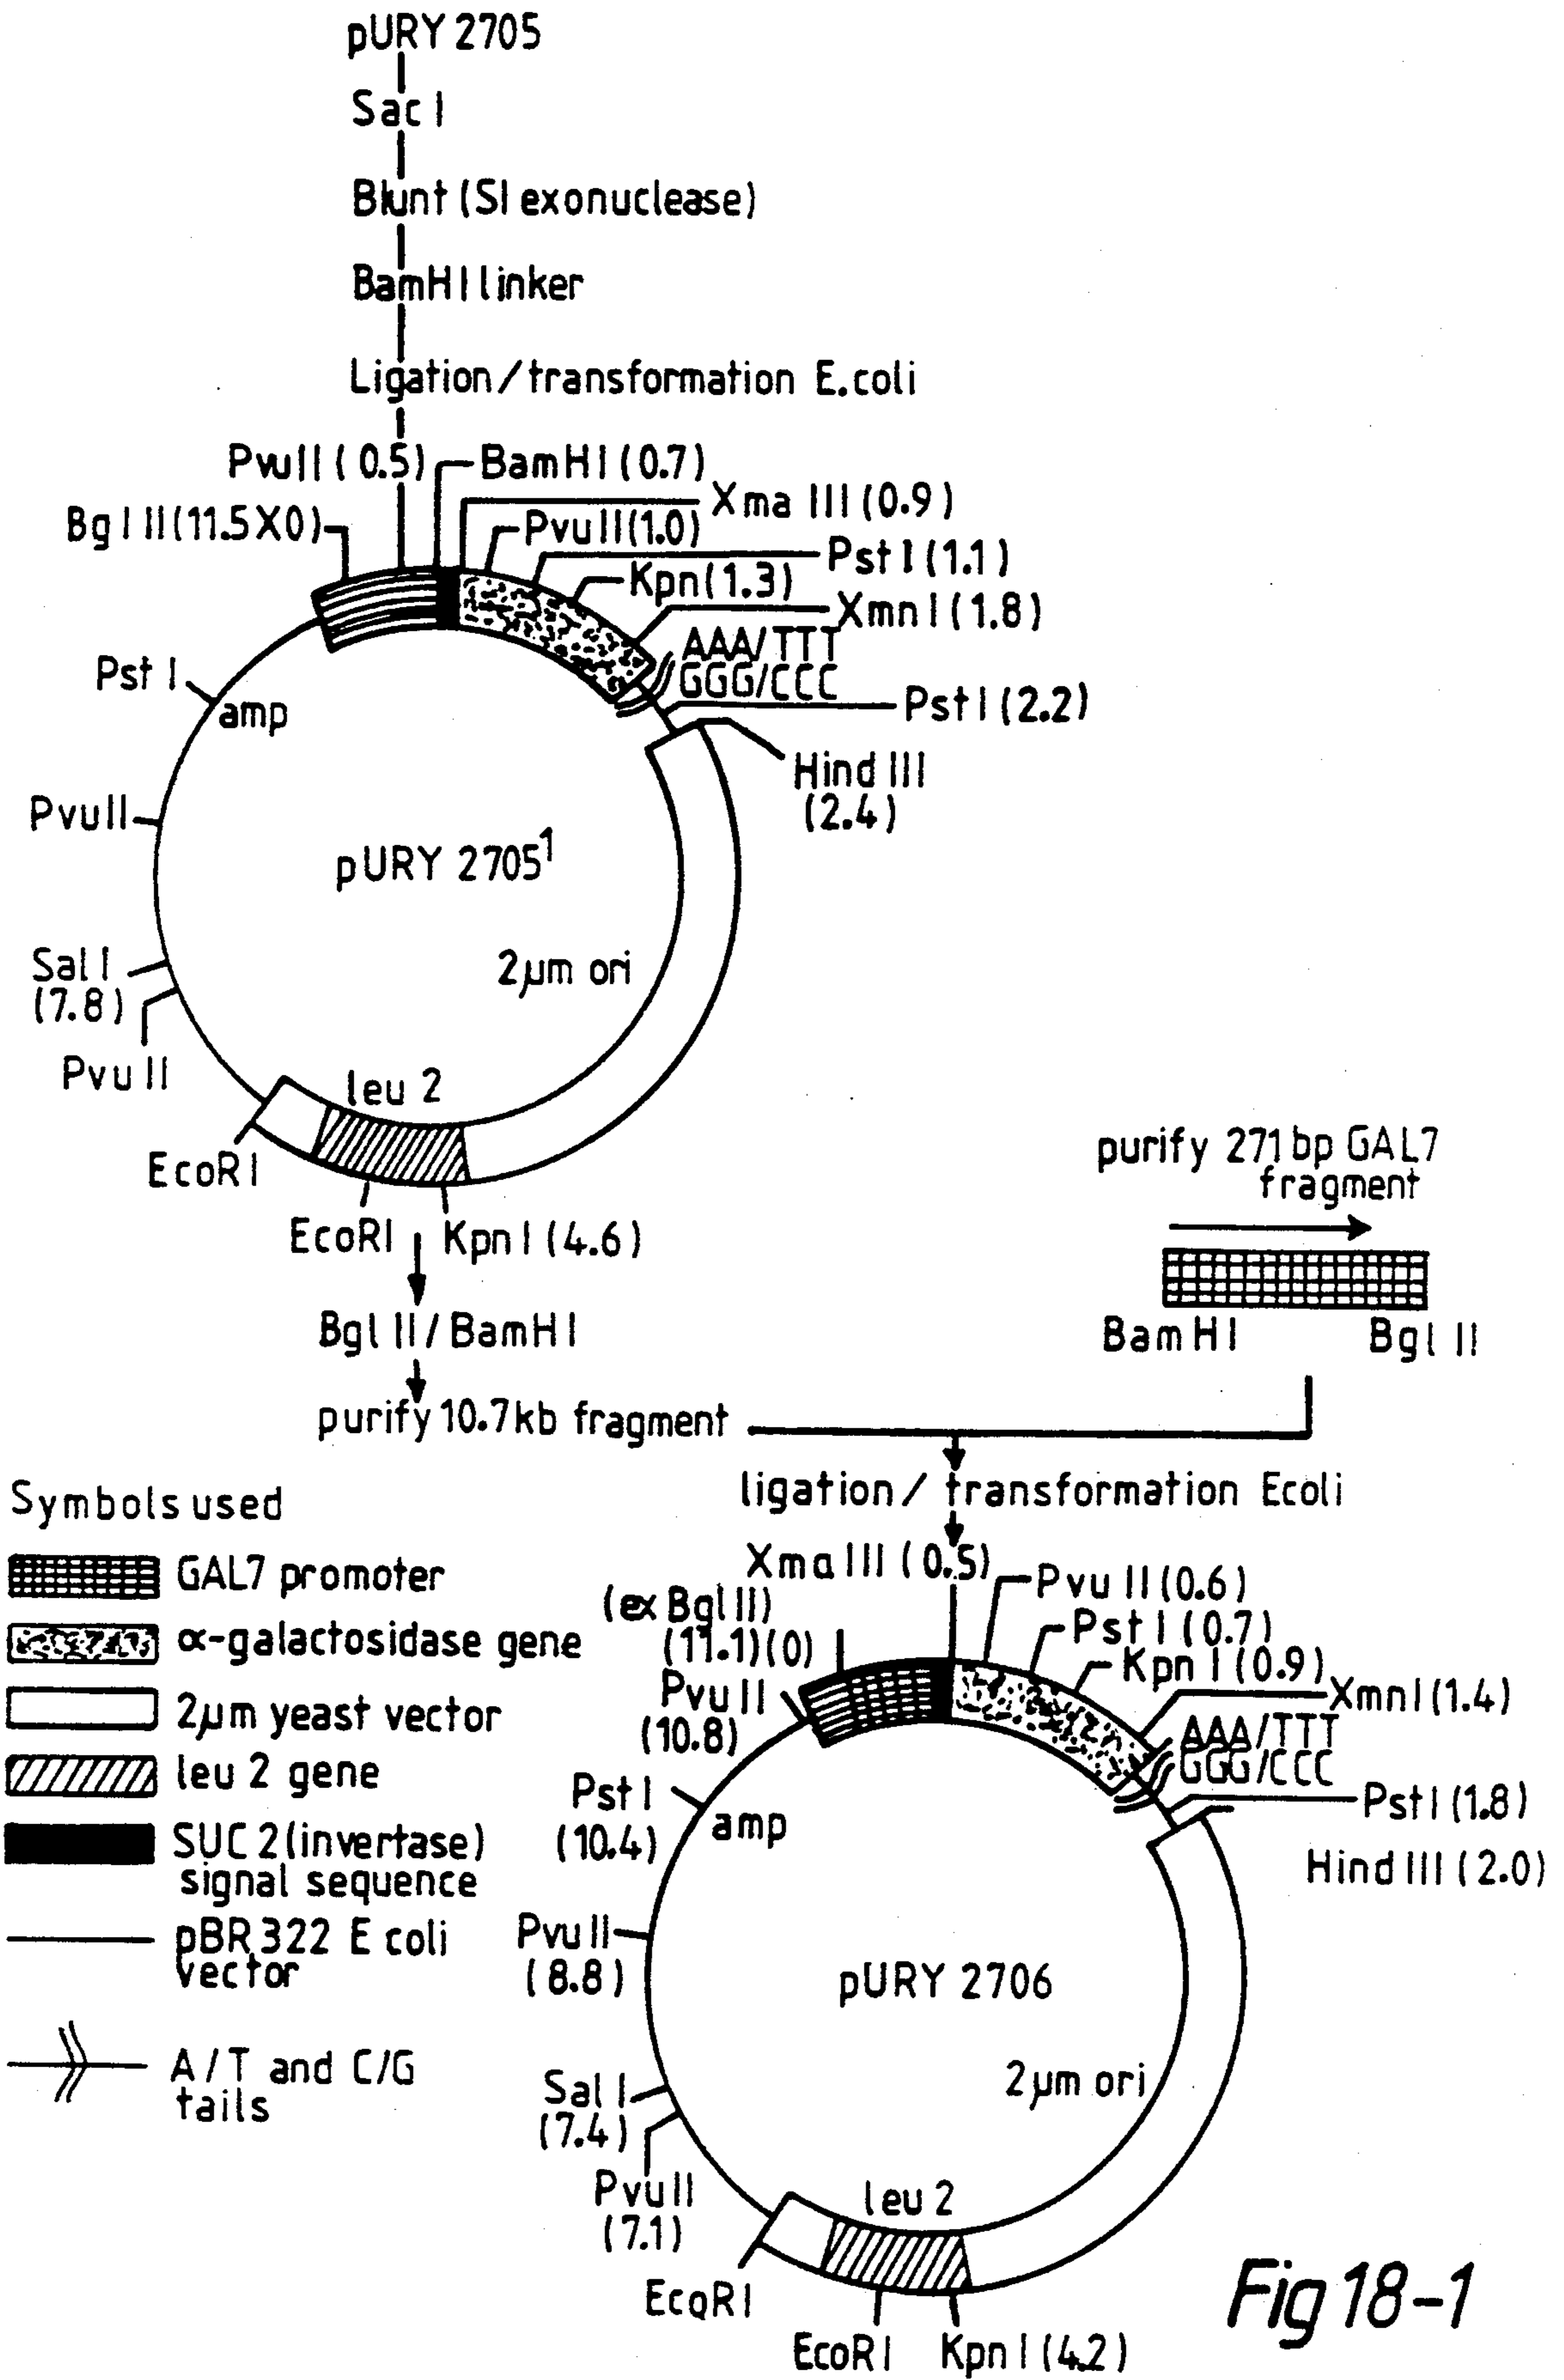 pURY 2705
Sac I
Blunt (SI exonuclease)
BamHI linker
Ligation/transformation E.coli
PvuII (0.5)
BamHI (0.7)
Xma III (0.9)
Bgl II (11.5X0)
PvuII (1.0)
Pst I (1.1)
Kpn (1.3)
Xmn I (1.8)
AAA/TTT
GGG/CCC
Pst I (2.2)
Pst I
amp
Hind III
(2.4)
PvuII
pURY 2705¹
Sal I
(7.8)
2µm ori
Pvu II
leu 2
EcoRI
EcoRI
Kpn I (4.6)
purify 271 bp GAL7
fragment
BamHI
Bgl II
Bgl II/BamHI
purify 10.7kb fragment
ligation/ transformation Ecoli
Symbols used
GAL7 promoter
α-galactosidase gene
2µm yeast vector
leu 2 gene
SUC 2 (invertase)
signal sequence
pBR322 E coli
vector
A/T and C/G
tails
Xma III (0.5)
(ex Bgl II)
(11.1)(0)
Pvu II (0.6)
Pst I (0.7)
Kpn I (0.9)
XmnI (1.4)
Pvu II
(10.8)
AAA/TTT
GGG/CCC
Pst I (1.8)
Pst I
(10.4)
amp
Hind III (2.0)
Pvu II
(8.8)
pURY 2706
Sal I
(7.4)
2µm ori
Pvu II
(7.1)
leu 2
EcoRI
EcoRI
Kpn I (4.2)
Fig 18-1